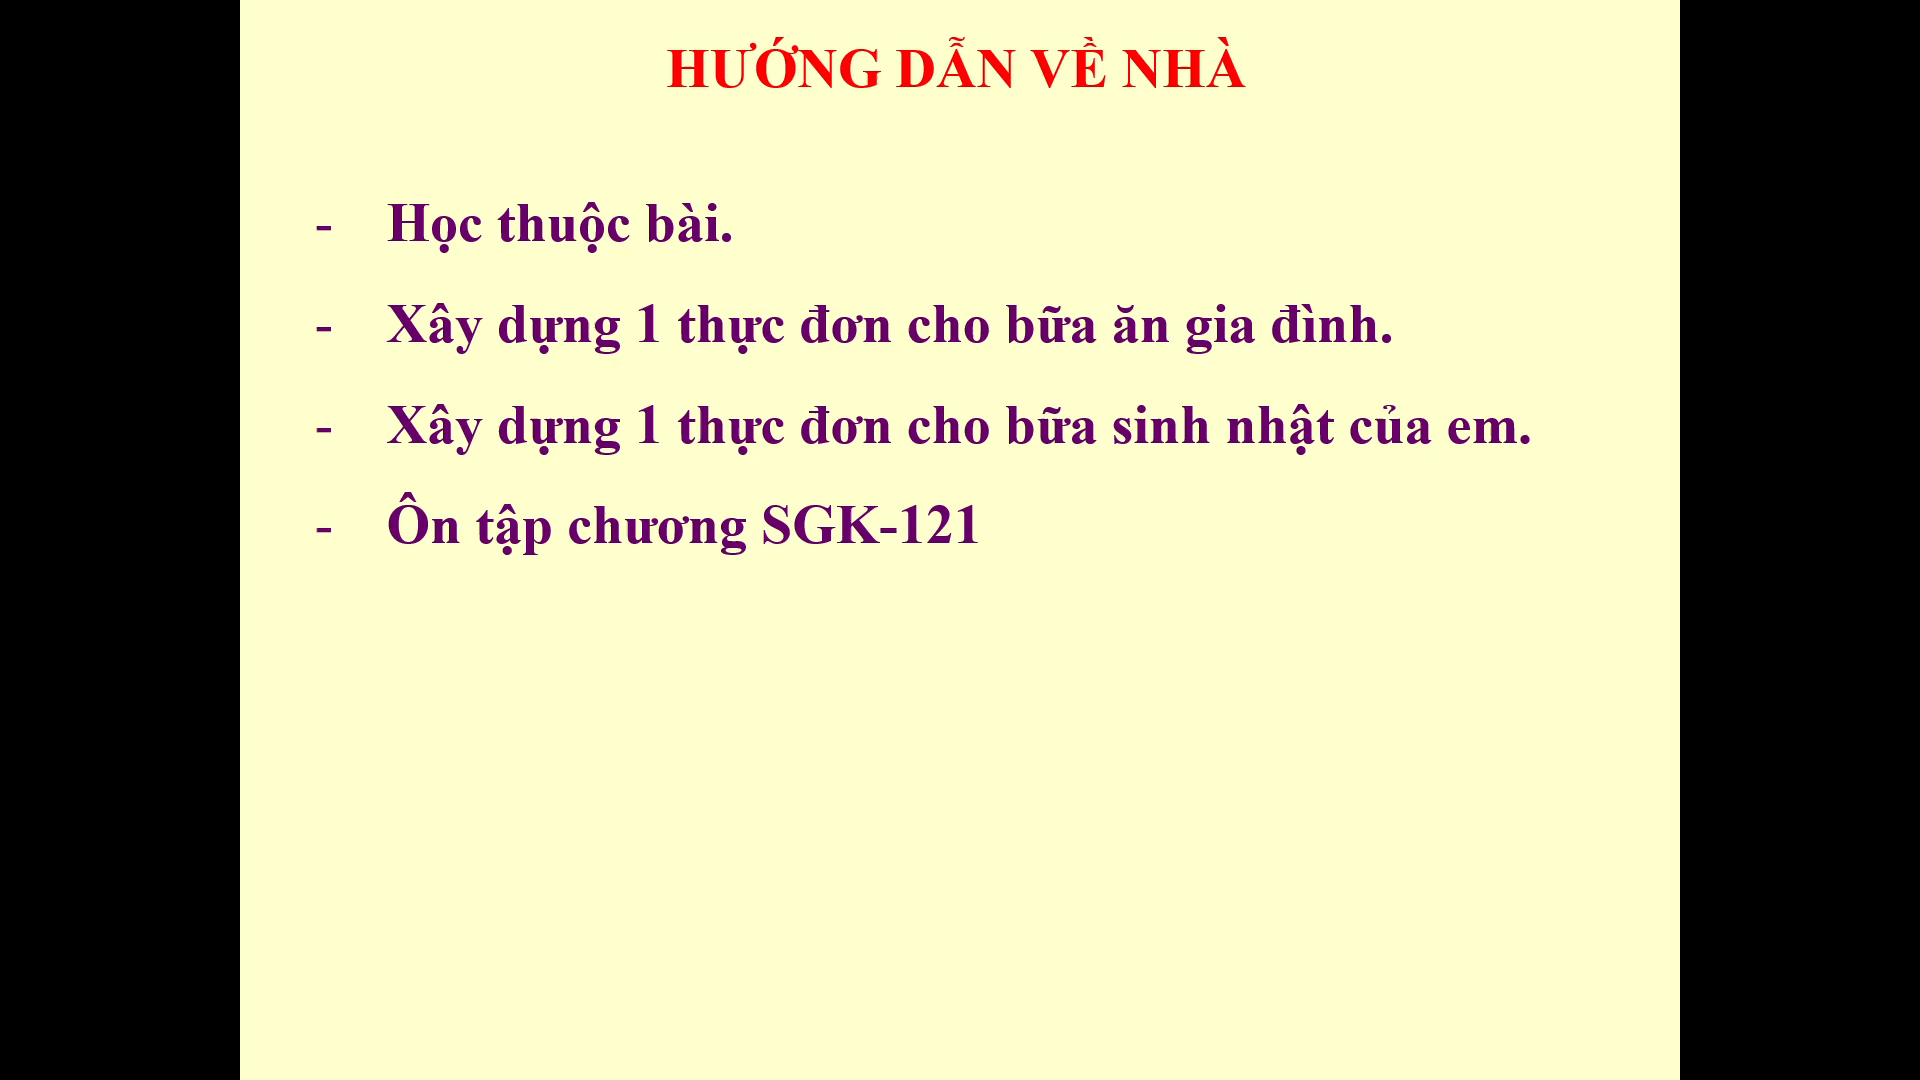 HƯỚNG DẪN VỀ NHÀ
- Học thuộc bài.
- Xây dựng 1 thực đơn cho bữa ăn gia đình.
- Xây dựng 1 thực đơn cho bữa sinh nhật của em.
- Ôn tập chương SGK-121